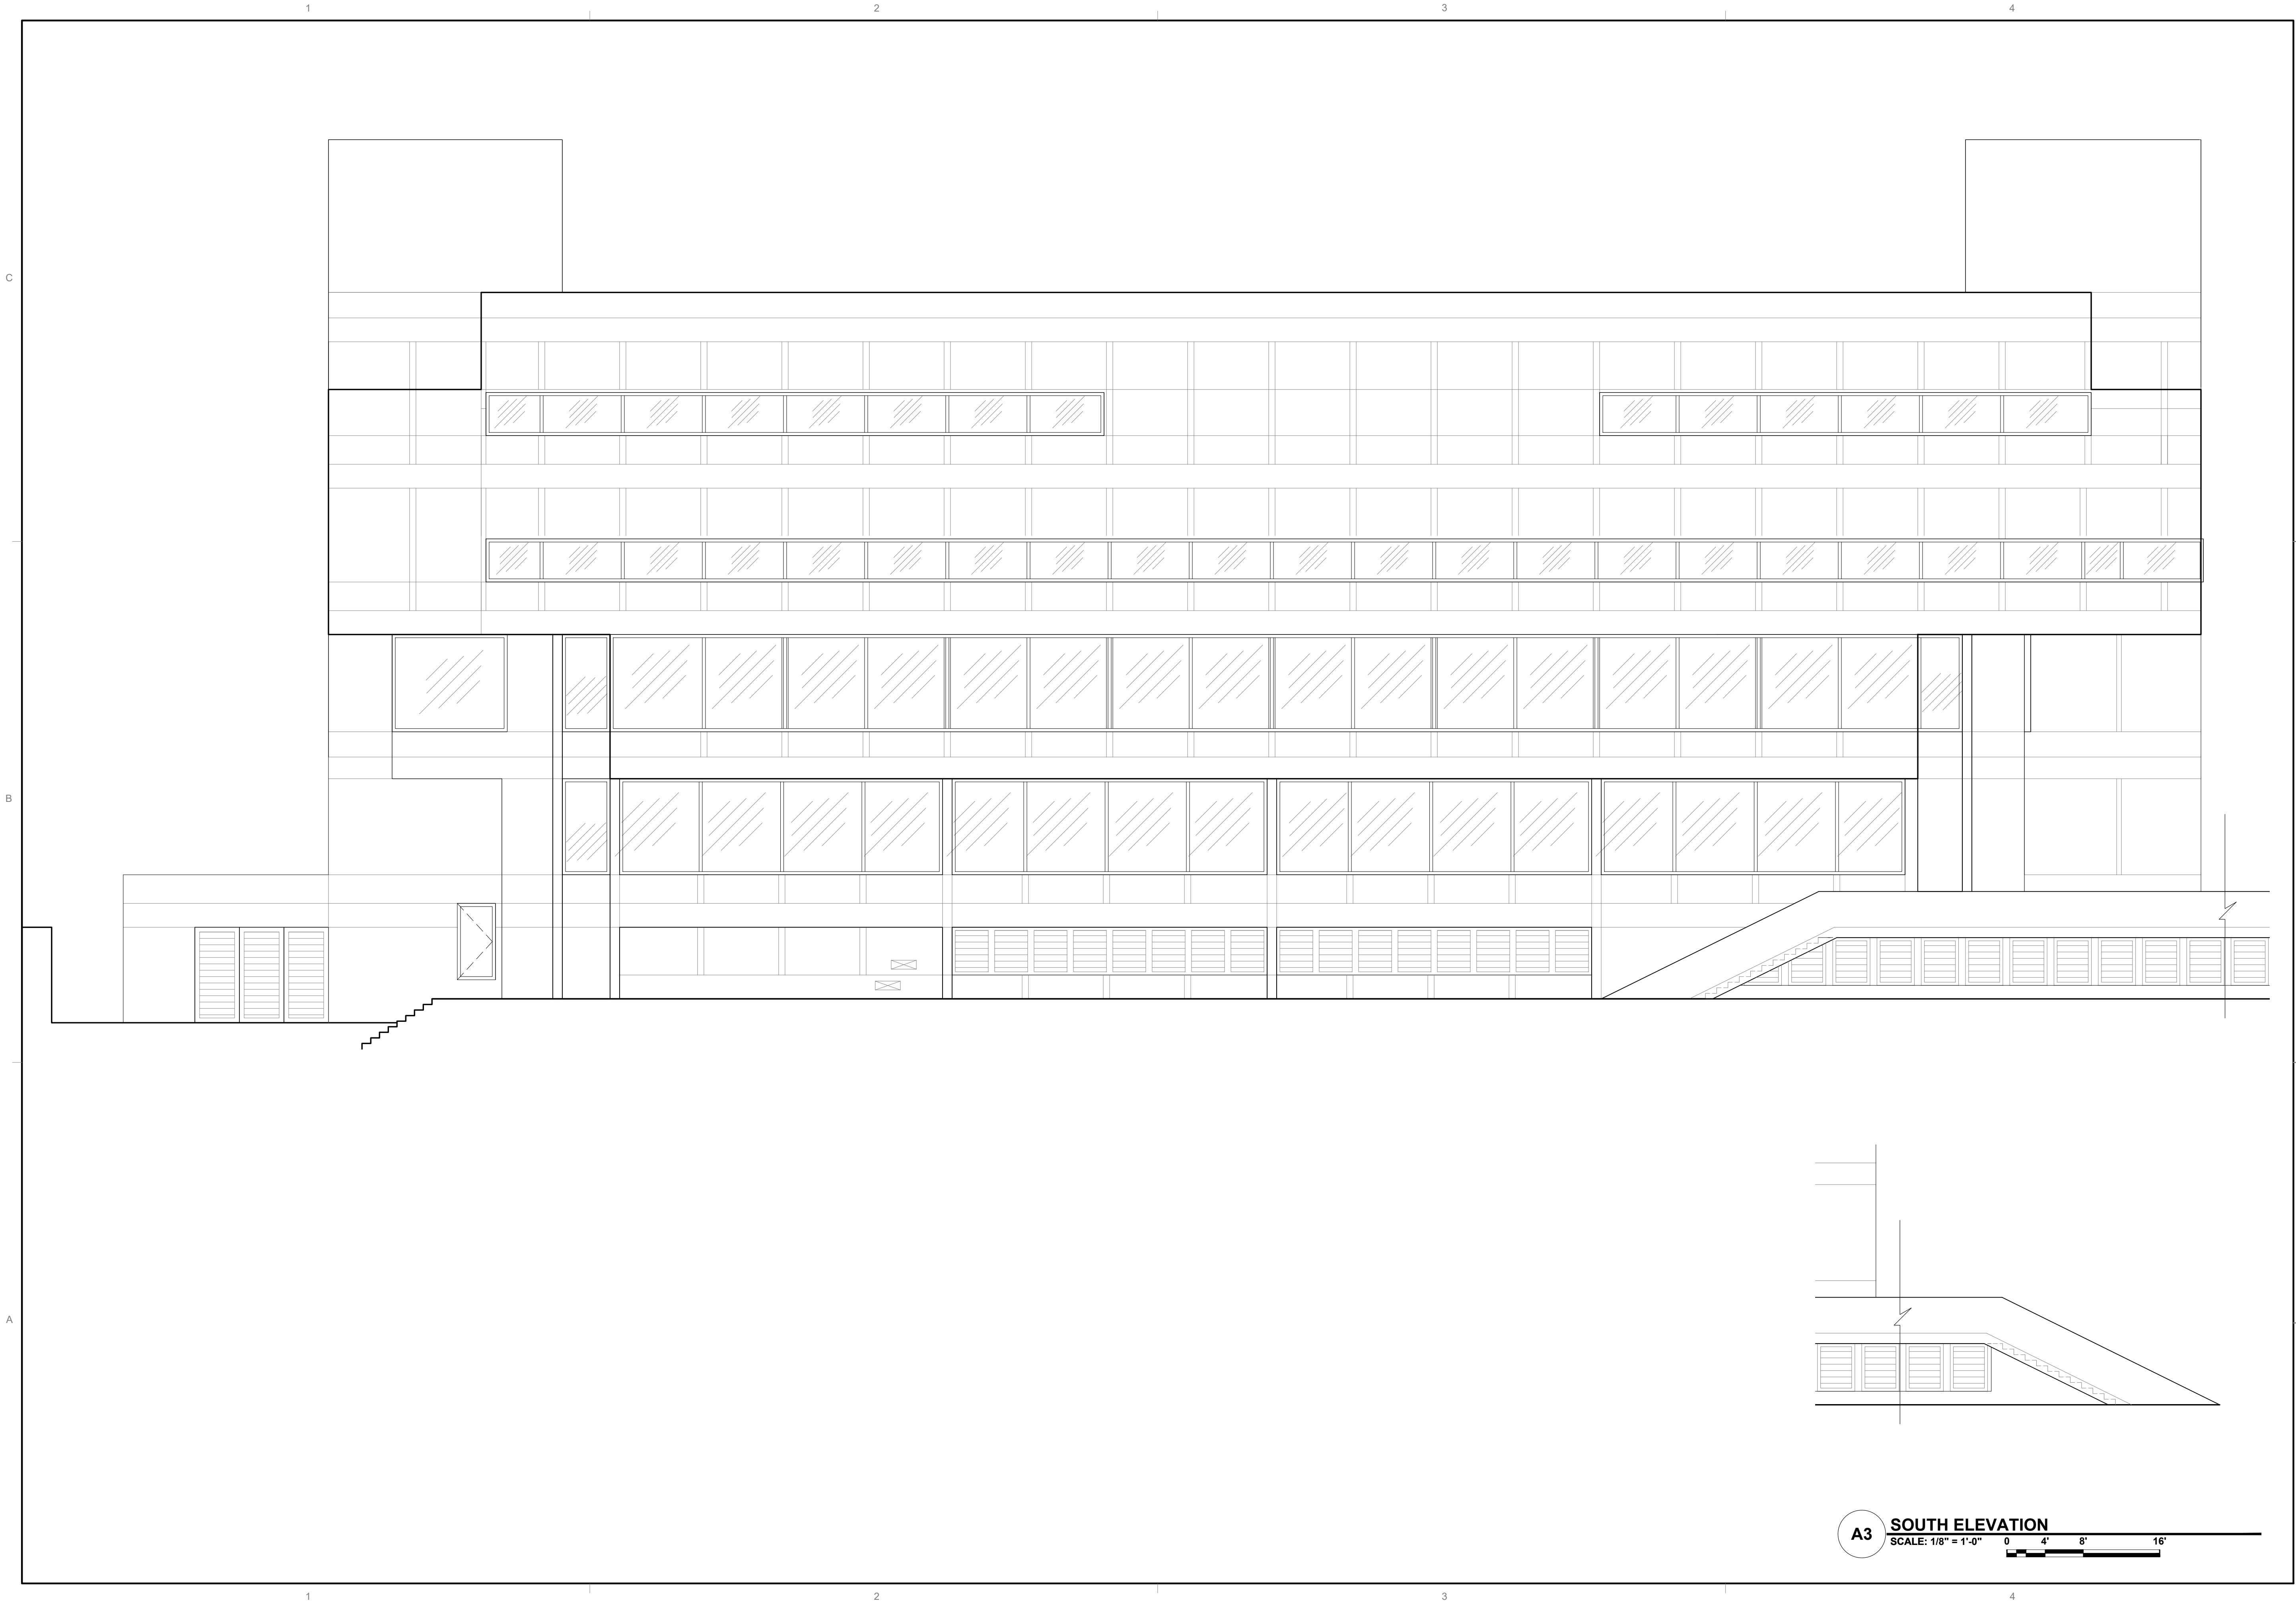 1 2 3 4
C
B
A
A3 SOUTH ELEVATION
SCALE: 1/8" = 1'-0" 0 4' 8' 16'
1 2 3 4